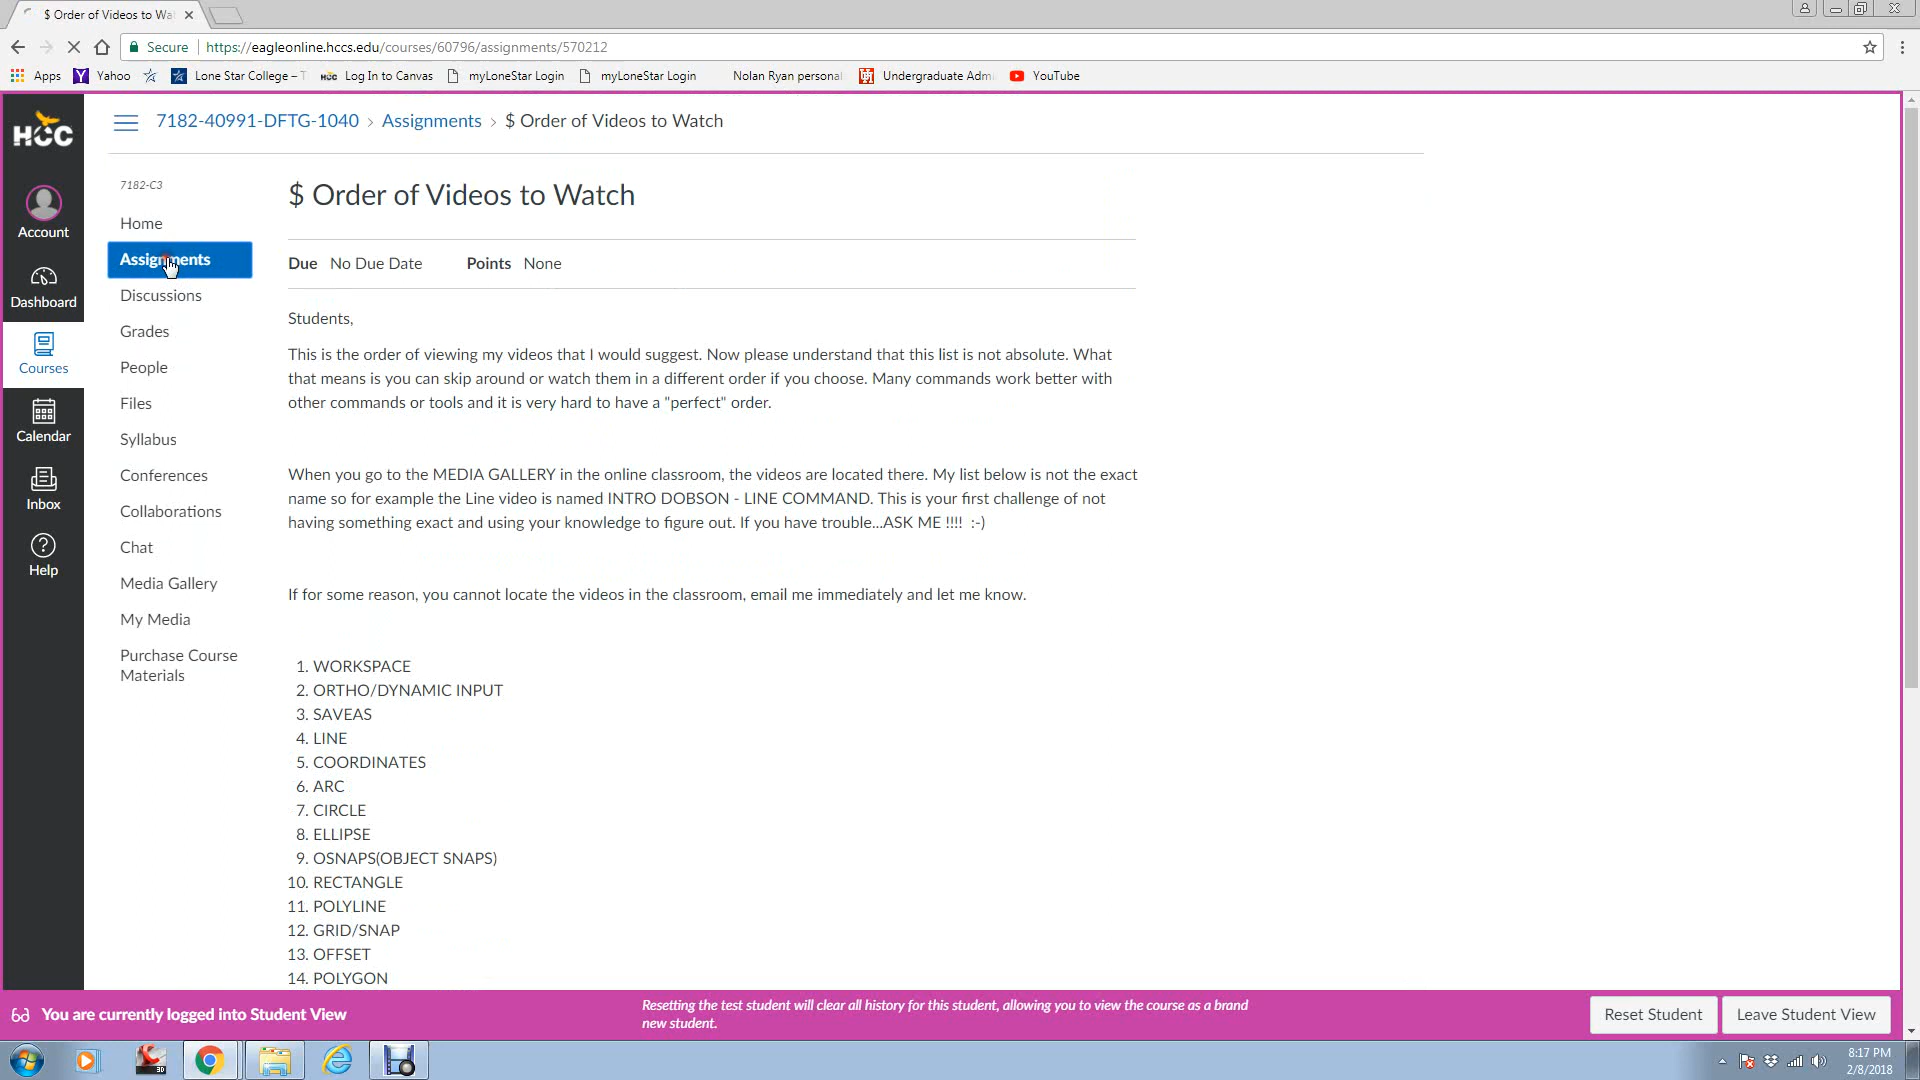 $ Order of Videos to Wat
Secure https://eagleonline.hccs.edu/courses/60796/assignments/570212
Apps Yahoo Lone Star College – T HCC Log In to Canvas myLoneStar Login myLoneStar Login Nolan Ryan personal Undergraduate Adm YouTube
HCC
Account
Dashboard
Courses
Calendar
Inbox
Help
7182-40991-DFTG-1040 › Assignments › $ Order of Videos to Watch
7182-C3
Home
Assignments
Discussions
Grades
People
Files
Syllabus
Conferences
Collaborations
Chat
Media Gallery
My Media
Purchase Course
Materials
$ Order of Videos to Watch
Due No Due Date Points None
Students,
This is the order of viewing my videos that I would suggest. Now please understand that this list is not absolute. What
that means is you can skip around or watch them in a different order if you choose. Many commands work better with
other commands or tools and it is very hard to have a "perfect" order.
When you go to the MEDIA GALLERY in the online classroom, the videos are located there. My list below is not the exact
name so for example the Line video is named INTRO DOBSON - LINE COMMAND. This is your first challenge of not
having something exact and using your knowledge to figure out. If you have trouble...ASK ME !!!! :-)
If for some reason, you cannot locate the videos in the classroom, email me immediately and let me know.
1. WORKSPACE
2. ORTHO/DYNAMIC INPUT
3. SAVEAS
4. LINE
5. COORDINATES
6. ARC
7. CIRCLE
8. ELLIPSE
9. OSNAPS(OBJECT SNAPS)
10. RECTANGLE
11. POLYLINE
12. GRID/SNAP
13. OFFSET
14. POLYGON
You are currently logged into Student View
Resetting the test student will clear all history for this student, allowing you to view the course as a brand
new student.
Reset Student Leave Student View
8:17 PM
2/8/2018